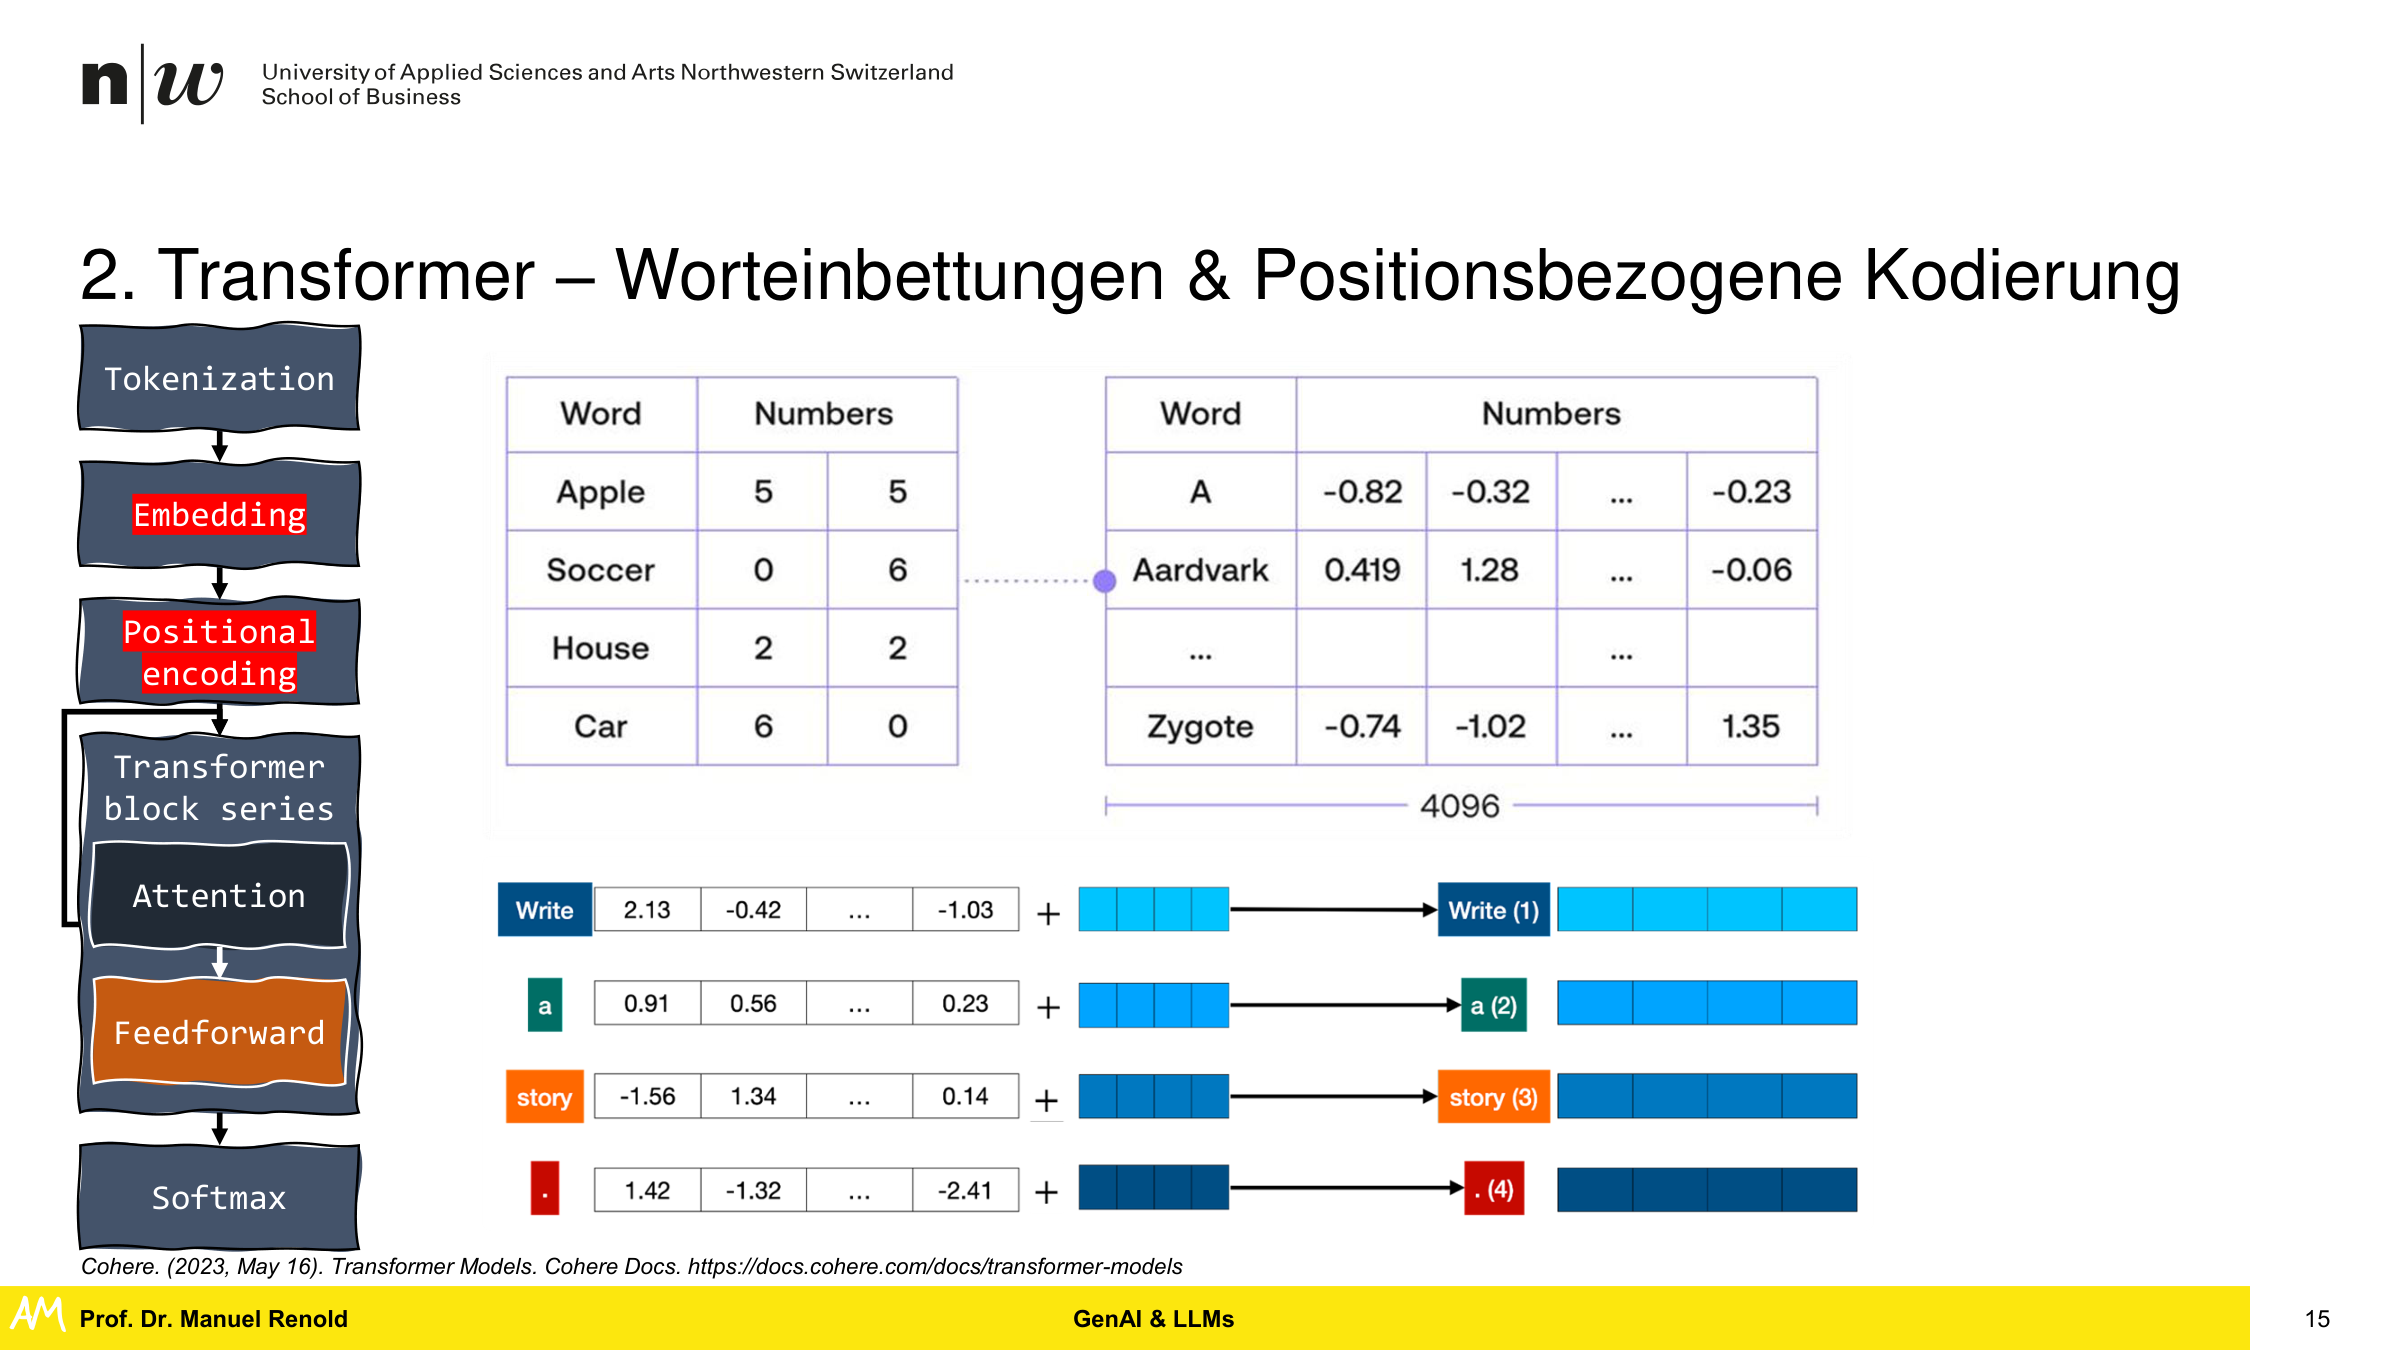 n|w University of Applied Sciences and Arts Northwestern Switzerland
School of Business
2. Transformer – Worteinbettungen & Positionsbezogene Kodierung
Tokenization
Embedding
Positional
encoding
Transformer
block series
Attention
Feedforward
Softmax
Word Numbers
Apple 5 5
Soccer 0 6
House 2 2
Car 6 0
Word Numbers
A -0.82 -0.32 ... -0.23
Aardvark 0.419 1.28 ... -0.06
... ...
Zygote -0.74 -1.02 ... 1.35
4096
Write 2.13 -0.42 ... -1.03 + Write (1)
a 0.91 0.56 ... 0.23 + a (2)
story -1.56 1.34 ... 0.14 + story (3)
. 1.42 -1.32 ... -2.41 + . (4)
Cohere. (2023, May 16). Transformer Models. Cohere Docs. https://docs.cohere.com/docs/transformer-models
AM Prof. Dr. Manuel Renold GenAI & LLMs 15